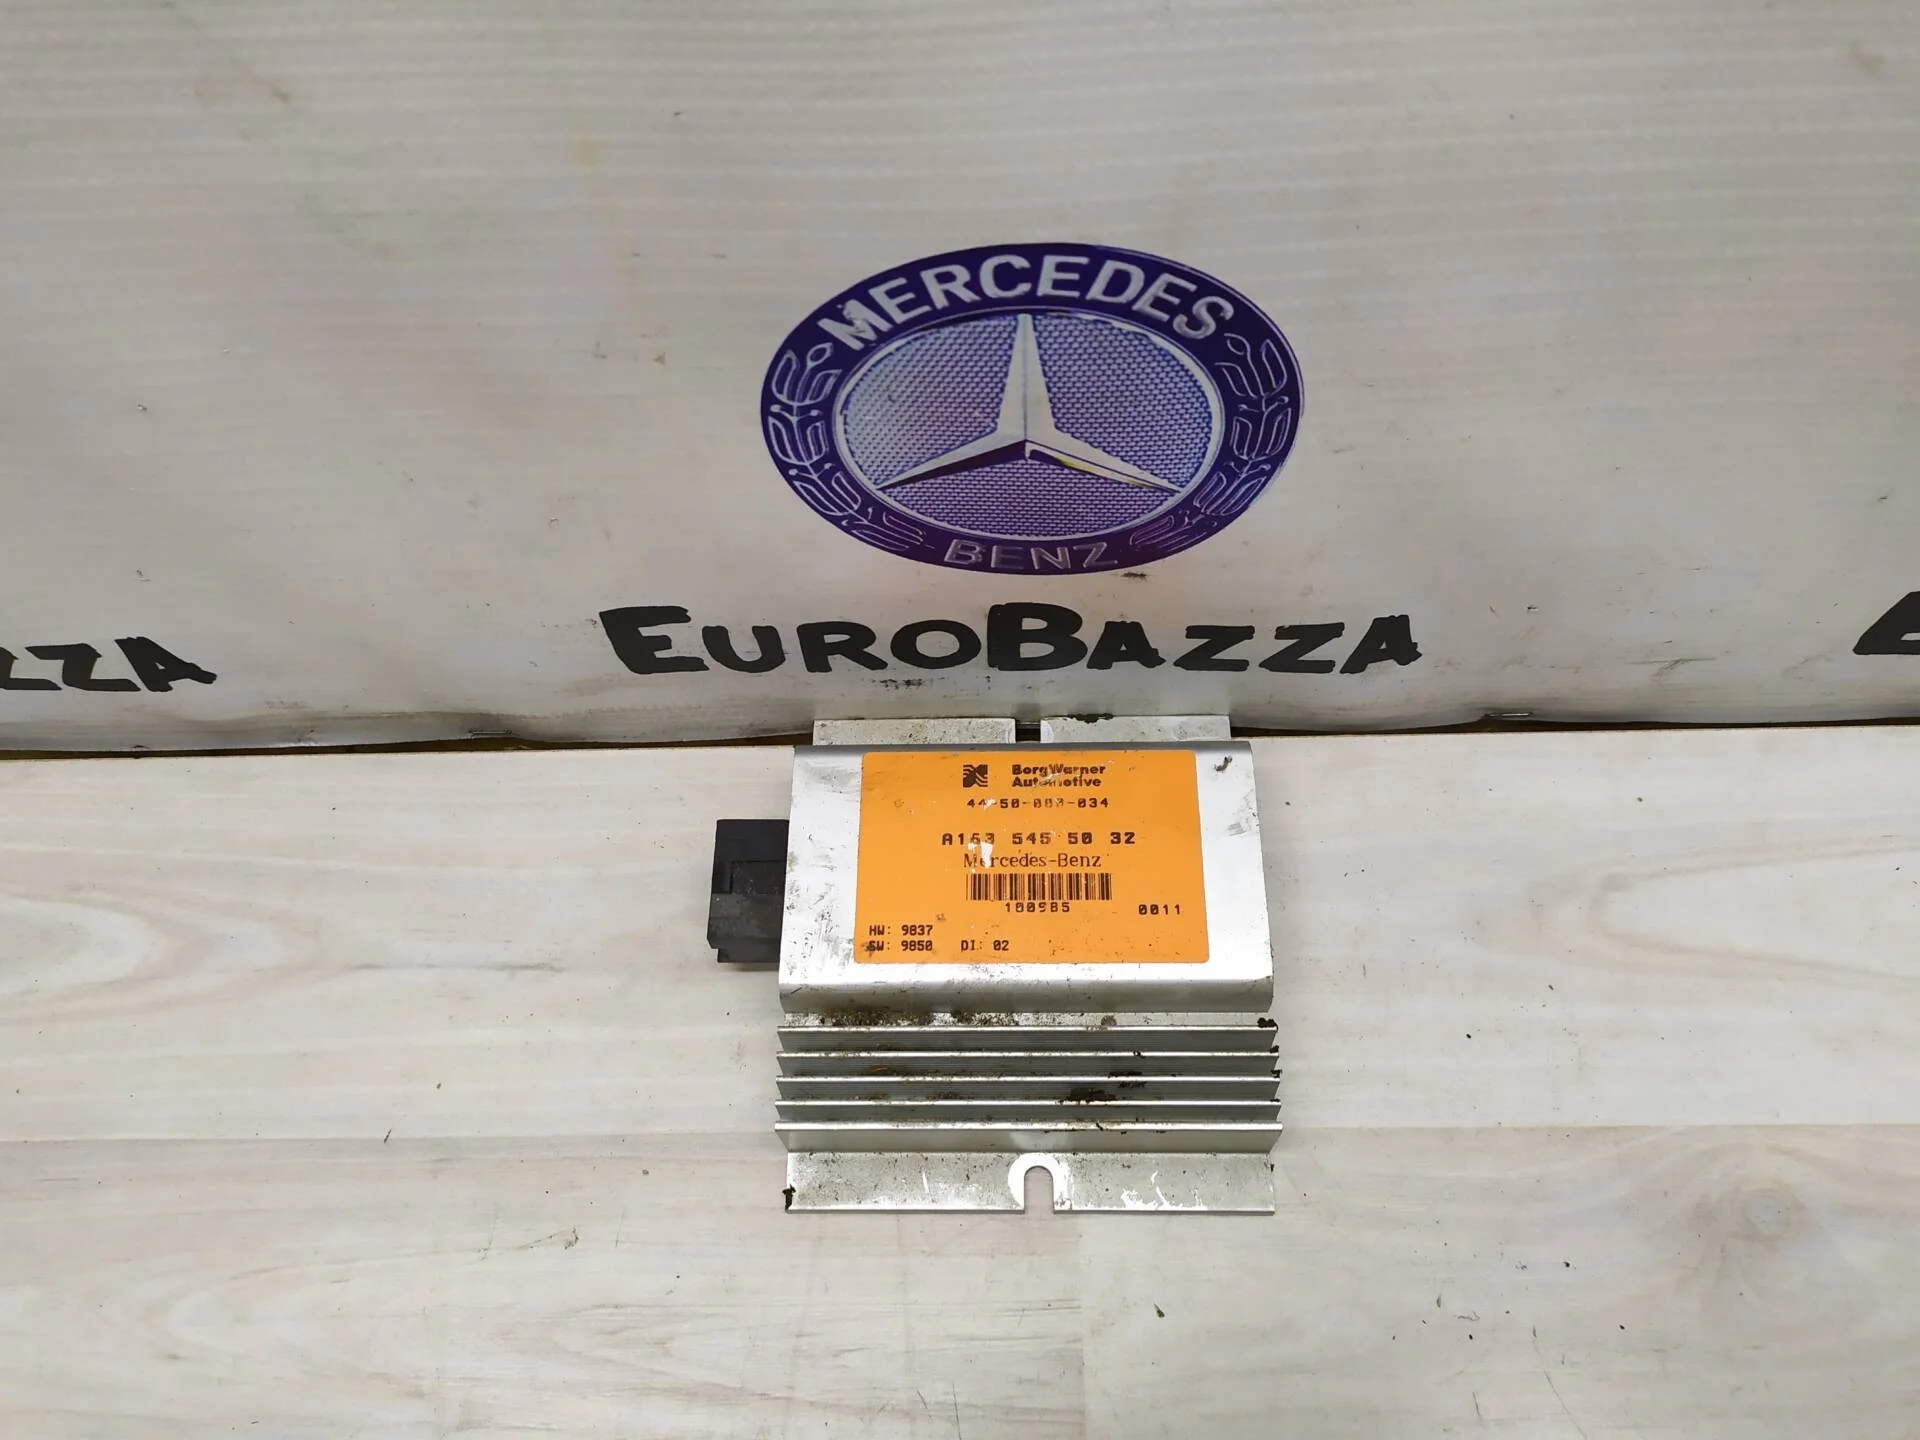 MERCEDES
BENZ
ZZA EUROBAZZA
BorgWarner
Automotive
A163 545 50 32
Mercedes-Benz
100985 0011
HW: 9837
SW: 9850 DI: 02